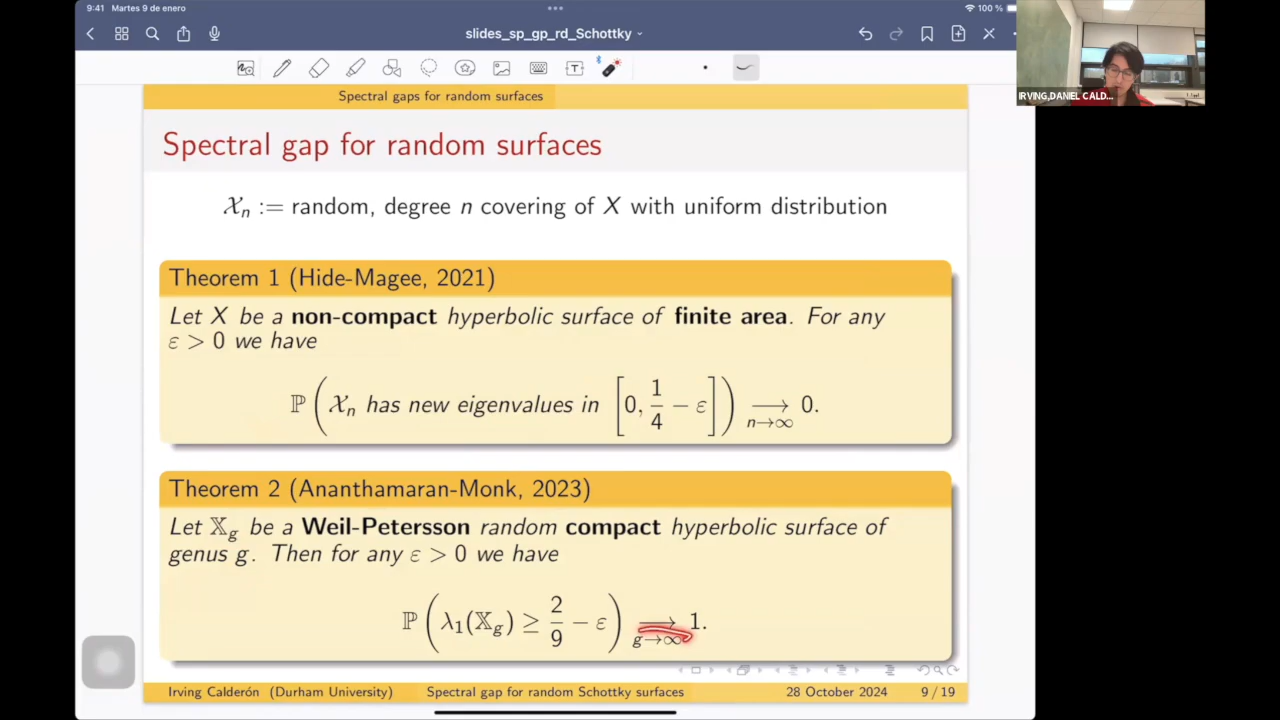 9:41 Martes 9 de enero
100 %
slides_sp_gp_rd_Schottky
IRVING,DANIEL CALD...
Spectral gaps for random surfaces
Spectral gap for random surfaces
𝒳ₙ := random, degree n covering of X with uniform distribution
Theorem 1 (Hide-Magee, 2021)
Let X be a non-compact hyperbolic surface of finite area. For any
ε > 0 we have
ℙ (𝒳ₙ has new eigenvalues in [0, 1/4 − ε]) ⟶ 0.
n→∞
Theorem 2 (Ananthamaran-Monk, 2023)
Let 𝕏g be a Weil-Petersson random compact hyperbolic surface of
genus g. Then for any ε > 0 we have
ℙ (λ₁(𝕏g) ≥ 2/9 − ε) ⟶ 1.
g→∞
Irving Calderón (Durham University) Spectral gap for random Schottky surfaces 28 October 2024 9 / 19